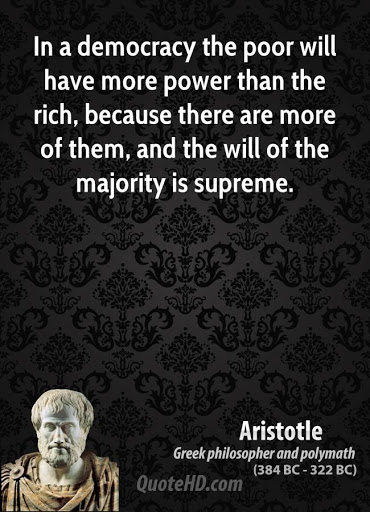 In a democracy the poor will
have more power than the
rich, because there are more
of them, and the will of the
majority is supreme.
Aristotle
Greek philosopher and polymath
(384 BC - 322 BC)
QuoteHD.com